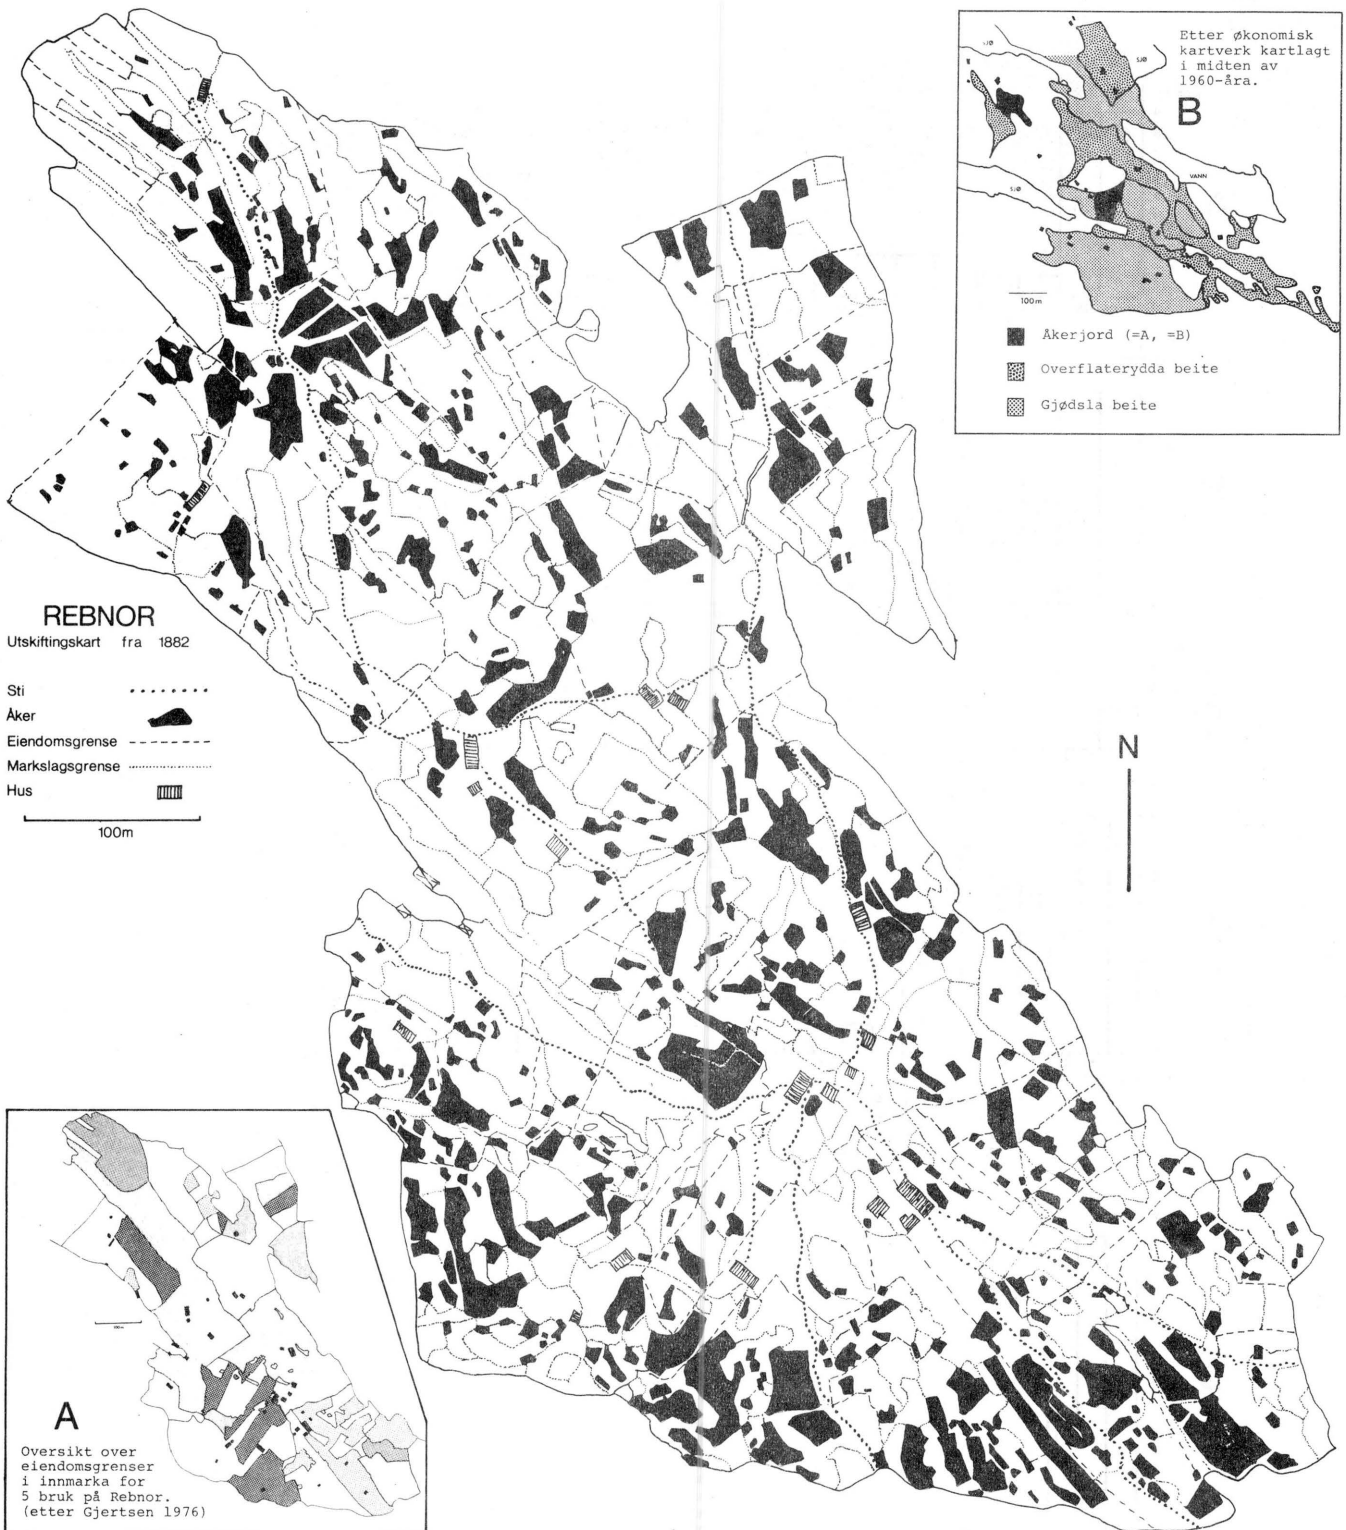 Etter økonomisk
kartverk kartlagt
i midten av
1960-åra.
B
SJØ
SJØ
SJØ
VANN
100m
Åkerjord (=A, =B)
Overflaterydda beite
Gjødsla beite
REBNOR
Utskiftingskart fra 1882
Sti
Åker
Eiendomsgrense
Markslagsgrense
Hus
100m
N
A
Oversikt over
eiendomsgrenser
i innmarka for
5 bruk på Rebnor.
(etter Gjertsen 1976)